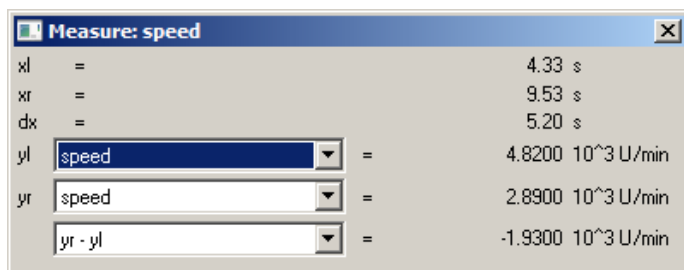 Measure: speed
xl = 4.33 s
xr = 9.53 s
dx = 5.20 s
yl speed = 4.8200 10^3 U/min
yr speed = 2.8900 10^3 U/min
yr - yl = -1.9300 10^3 U/min